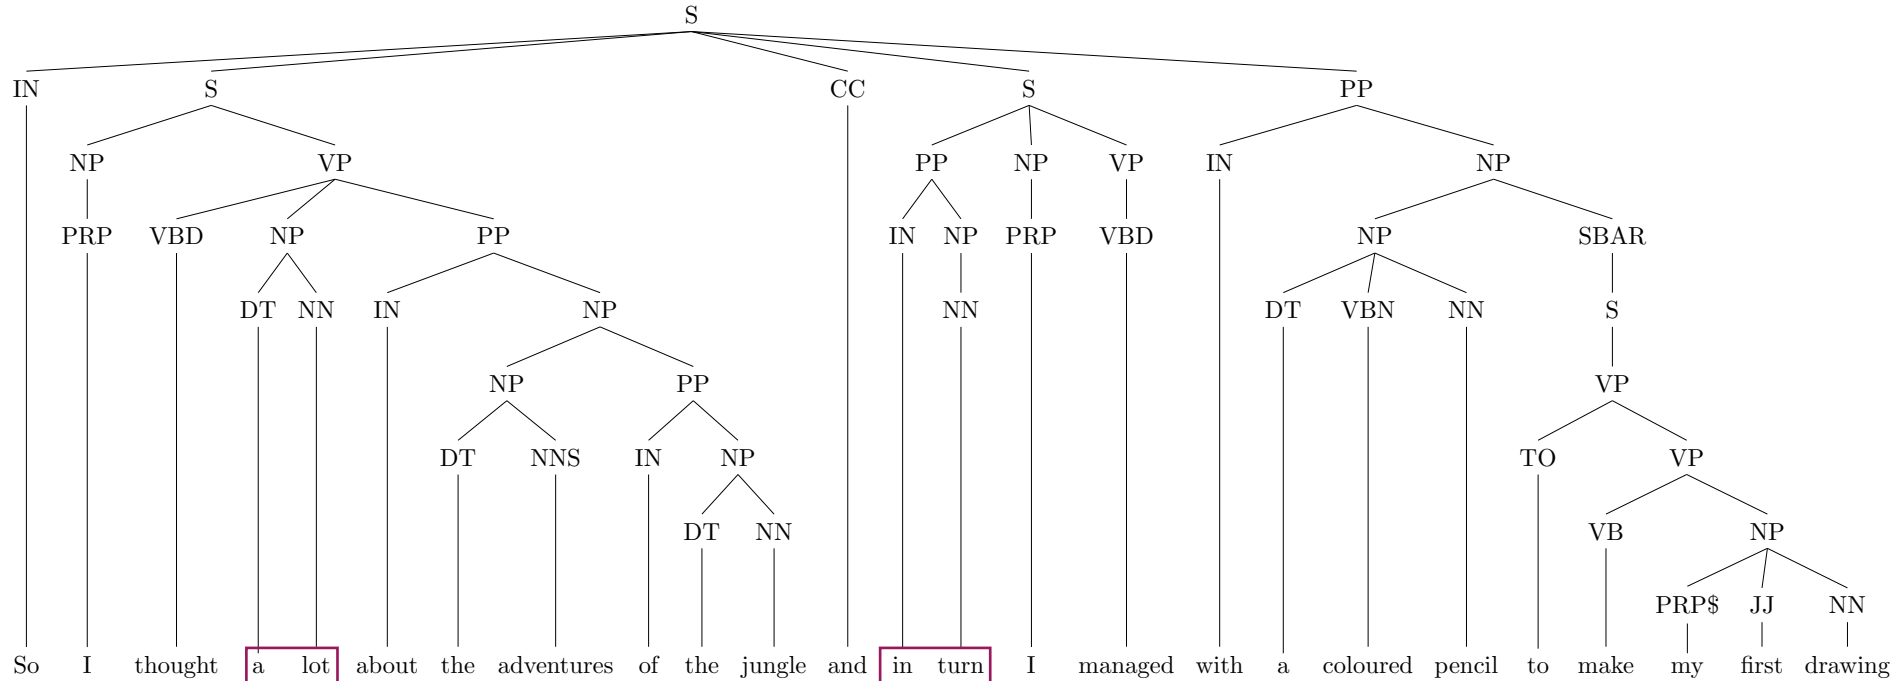 S
IN S CC S PP
NP VP PP NP VP IN NP
PRP VBD NP PP IN NP PRP VBD NP SBAR
DT NN IN NP NN DT VBN NN S
NP PP VP
DT NNS IN NP TO VP
DT NN VB NP
PRP$ JJ NN
So I thought a lot about the adventures of the jungle and in turn I managed with a coloured pencil to make my first drawing